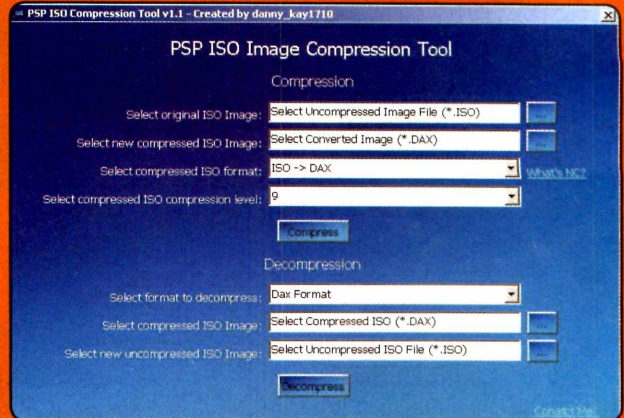 PSP ISO Compression Tool v1.1 - Created by danny_kay1710
PSP ISO Image Compression Tool
Compression
Select original ISO Image: Select Uncompressed Image File (*.ISO) ...
Select new compressed ISO Image: Select Converted Image (*.DAX) ...
Select compressed ISO format: ISO -> DAX What's NC?
Select compressed ISO compression level: 9
Compress
Decompression
Select format to decompress: Dax Format
Select compressed ISO Image: Select Compressed ISO (*.DAX) ...
Select new uncompressed ISO Image: Select Uncompressed ISO File (*.ISO) ...
Decompress
Contact Me!